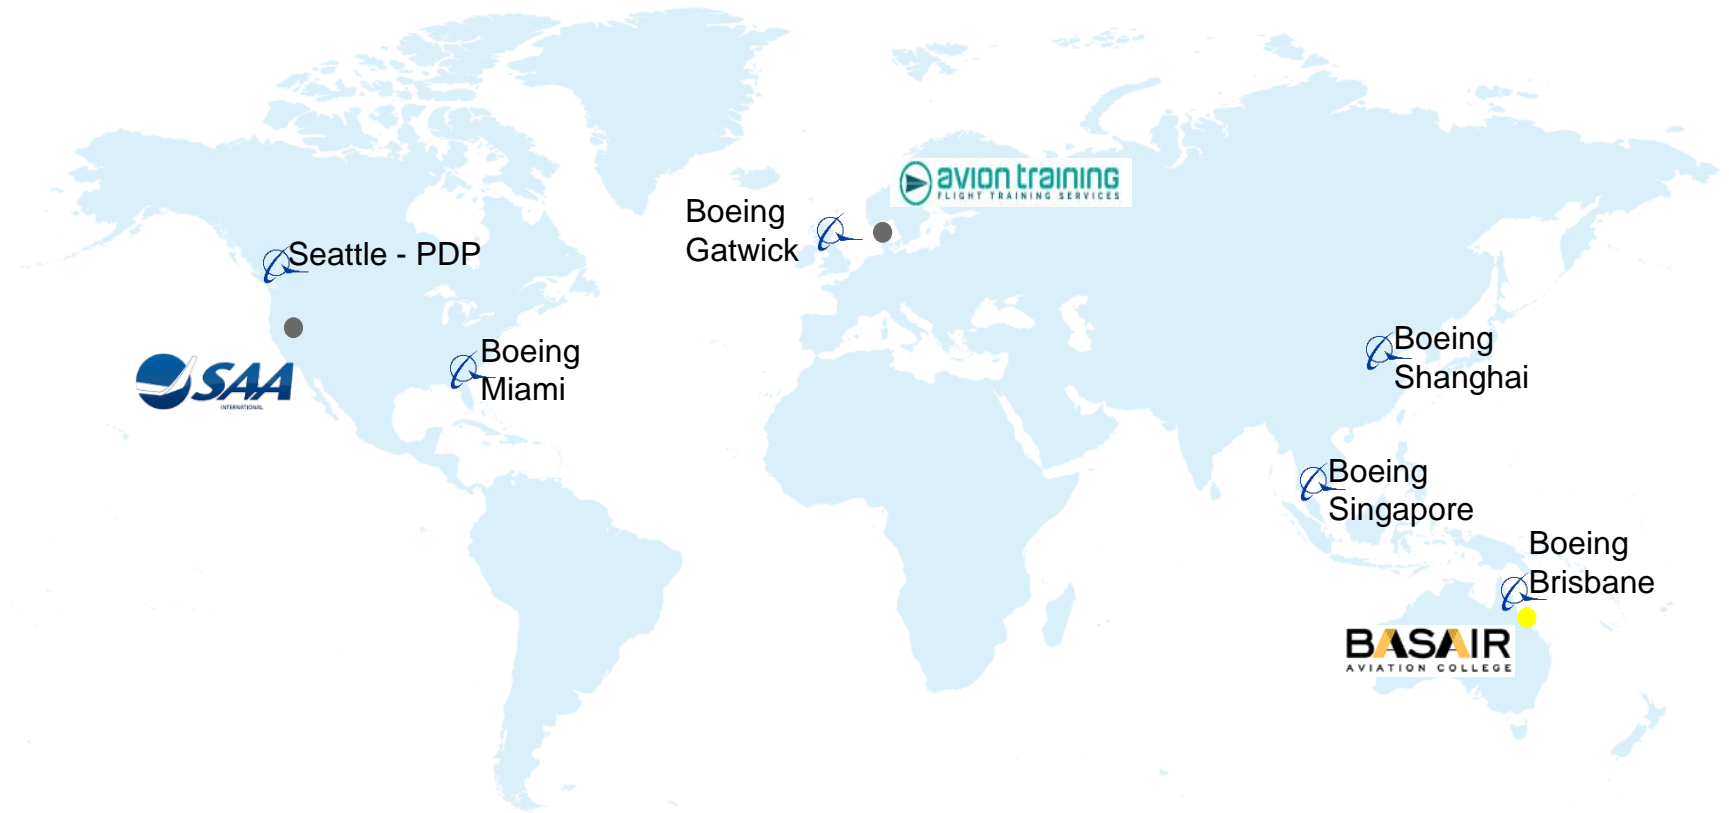 avion training
FLIGHT TRAINING SERVICES
Boeing
Gatwick
Seattle - PDP
Boeing
Miami
SAA
INTERNATIONAL
Boeing
Shanghai
Boeing
Singapore
Boeing
Brisbane
BASAIR
AVIATION COLLEGE